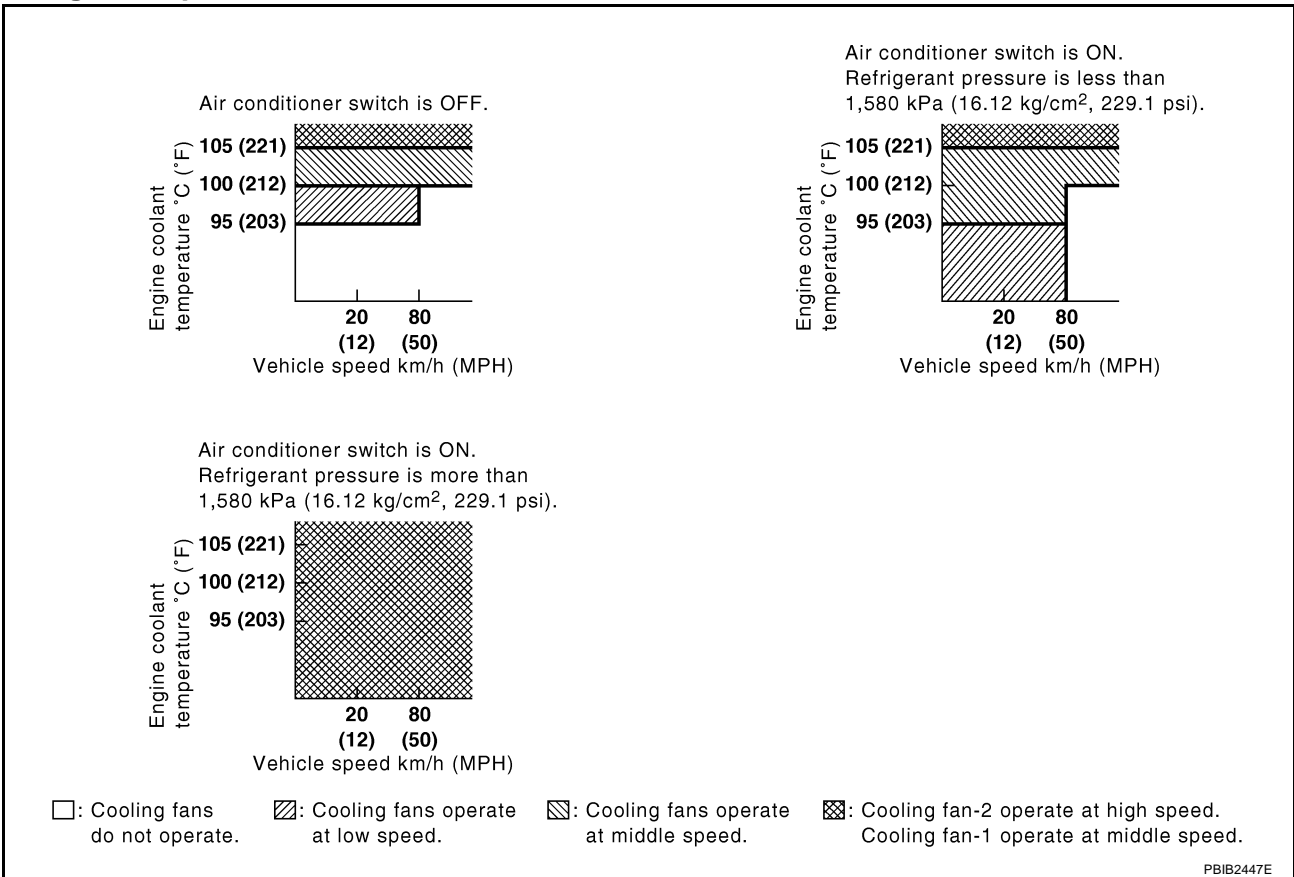 Air conditioner switch is OFF.
Engine coolant
temperature ˚C (˚F)
105 (221)
100 (212)
95 (203)
20 80
(12) (50)
Vehicle speed km/h (MPH)
Air conditioner switch is ON.
Refrigerant pressure is less than
1,580 kPa (16.12 kg/cm², 229.1 psi).
Engine coolant
temperature ˚C (˚F)
105 (221)
100 (212)
95 (203)
20 80
(12) (50)
Vehicle speed km/h (MPH)
Air conditioner switch is ON.
Refrigerant pressure is more than
1,580 kPa (16.12 kg/cm², 229.1 psi).
Engine coolant
temperature ˚C (˚F)
105 (221)
100 (212)
95 (203)
20 80
(12) (50)
Vehicle speed km/h (MPH)
: Cooling fans
do not operate.
: Cooling fans operate
at low speed.
: Cooling fans operate
at middle speed.
: Cooling fan-2 operate at high speed.
Cooling fan-1 operate at middle speed.
PBIB2447E